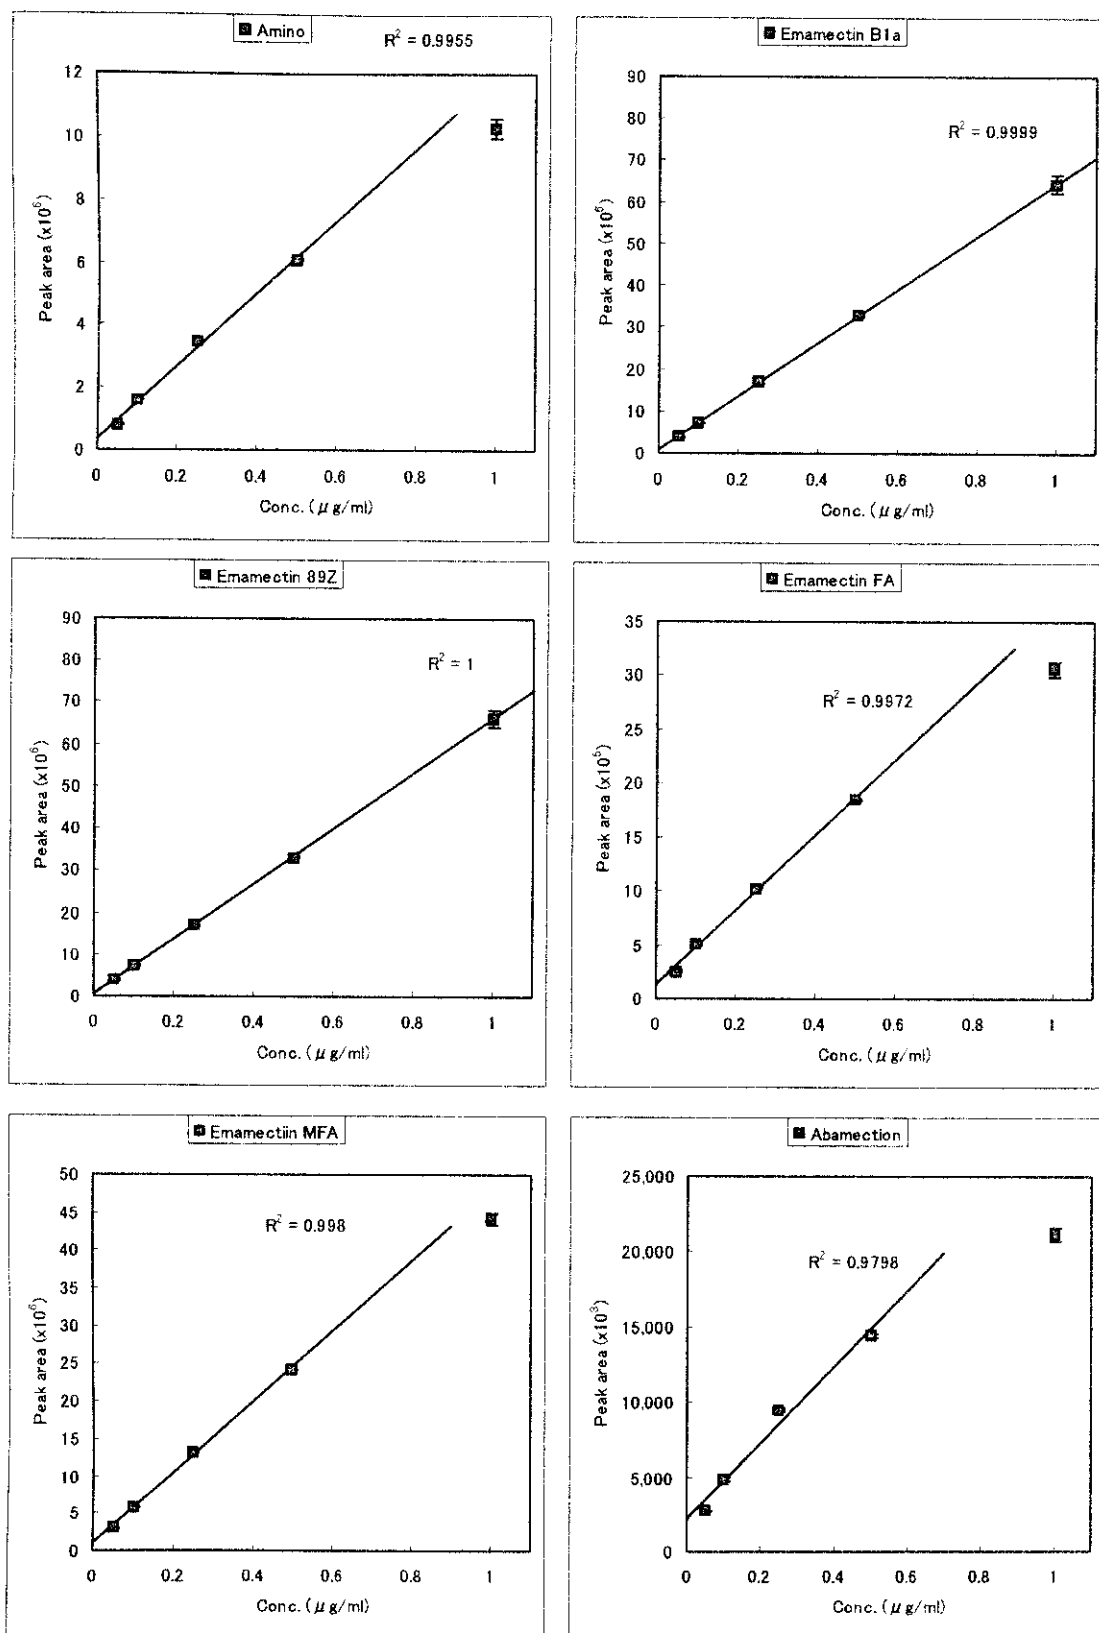 Amino
R² = 0.9955
12
10
8
6
4
2
0
Peak area (x10⁶)
0 0.2 0.4 0.6 0.8 1
Conc. (μg/ml)
Emamectin B1a
R² = 0.9999
90
80
70
60
50
40
30
20
10
0
Peak area (x10⁶)
0 0.2 0.4 0.6 0.8 1
Conc. (μg/ml)
Emamectin 89Z
R² = 1
90
80
70
60
50
40
30
20
10
0
Peak area (x10⁶)
0 0.2 0.4 0.6 0.8 1
Conc. (μg/ml)
Emamectin FA
R² = 0.9972
35
30
25
20
15
10
5
0
Peak area (x10⁶)
0 0.2 0.4 0.6 0.8 1
Conc. (μg/ml)
Emamectiin MFA
R² = 0.998
50
45
40
35
30
25
20
15
10
5
0
Peak area (x10⁶)
0 0.2 0.4 0.6 0.8 1
Conc. (μg/ml)
Abamection
R² = 0.9798
25,000
20,000
15,000
10,000
5,000
0
Peak area (x10³)
0 0.2 0.4 0.6 0.8 1
Conc. (μg/ml)